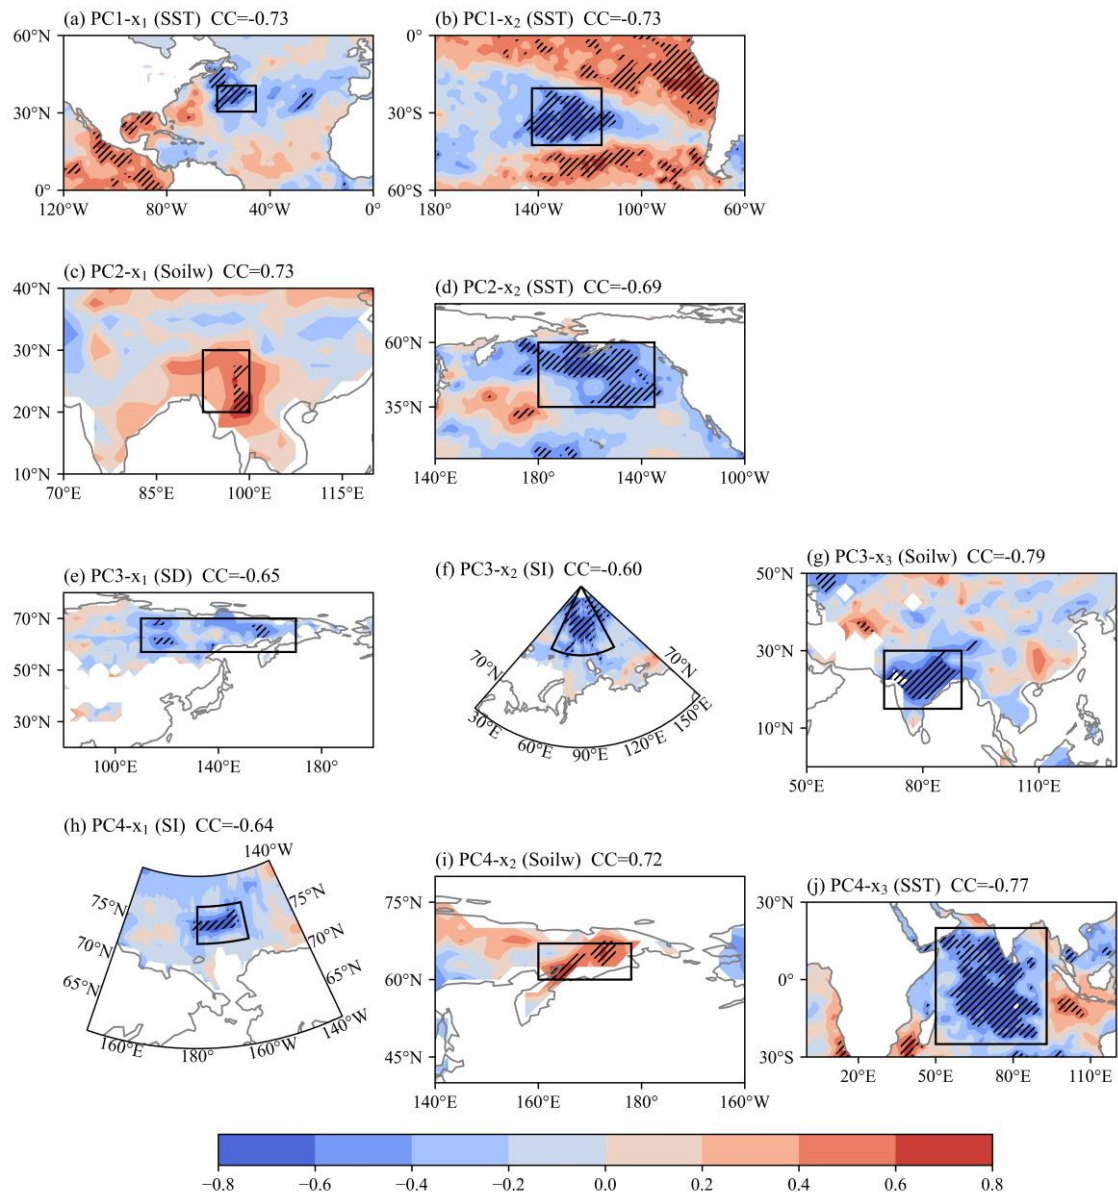 (a) PC1-x₁ (SST) CC=-0.73
60°N
30°N
0°
120°W 80°W 40°W 0°
(b) PC1-x₂ (SST) CC=-0.73
0°
30°S
60°S
180° 140°W 100°W 60°W
(c) PC2-x₁ (Soilw) CC=0.73
40°N
30°N
20°N
10°N
70°E 85°E 100°E 115°E
(d) PC2-x₂ (SST) CC=-0.69
60°N
35°N
140°E 180° 140°W 100°W
(e) PC3-x₁ (SD) CC=-0.65
70°N
50°N
30°N
100°E 140°E 180°
(f) PC3-x₂ (SI) CC=-0.60
70°N 70°N
30°E 60°E 90°E 120°E 150°E
(g) PC3-x₃ (Soilw) CC=-0.79
50°N
30°N
10°N
50°E 80°E 110°E
(h) PC4-x₁ (SI) CC=-0.64
140°W
75°N 75°N
70°N 70°N
65°N 65°N
160°E 180° 160°W 140°W
(i) PC4-x₂ (Soilw) CC=0.72
75°N
60°N
45°N
140°E 160°E 180° 160°W
(j) PC4-x₃ (SST) CC=-0.77
30°N
0°
30°S
20°E 50°E 80°E 110°E
−0.8 −0.6 −0.4 −0.2 0.0 0.2 0.4 0.6 0.8